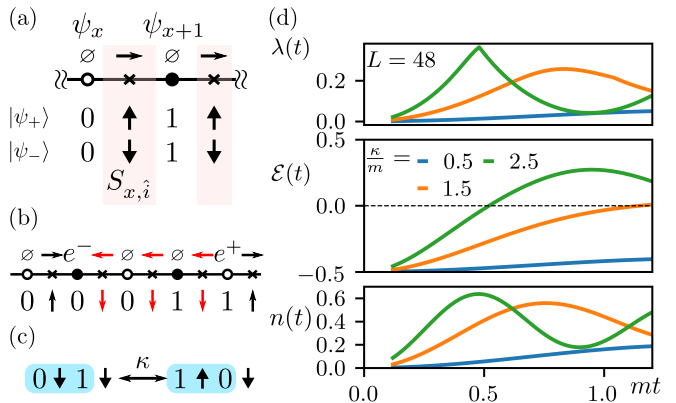 (a)
ψ_x ψ_{x+1}
∅ → ∅ →
|ψ_+⟩ 0 ↑ 1 ↓
|ψ_-⟩ 0 ↓ 1 ↓
S_{x,î}
(b)
∅ → e⁻ ← ∅ ← ∅ ← e⁺ →
0 ↑ 0 ↓ 0 ↓ 1 ↓ 1 ↑
(c)
κ
0 ↓ 1 ↓ ↔ 1 ↑ 0 ↓
(d)
λ(t)
L = 48
0.2
0.0
0.5
ℰ(t)
κ/m = 0.5 2.5
1.5
0.0
−0.5
n(t)
0.6
0.4
0.2
0.0
0.0 0.5 1.0 mt